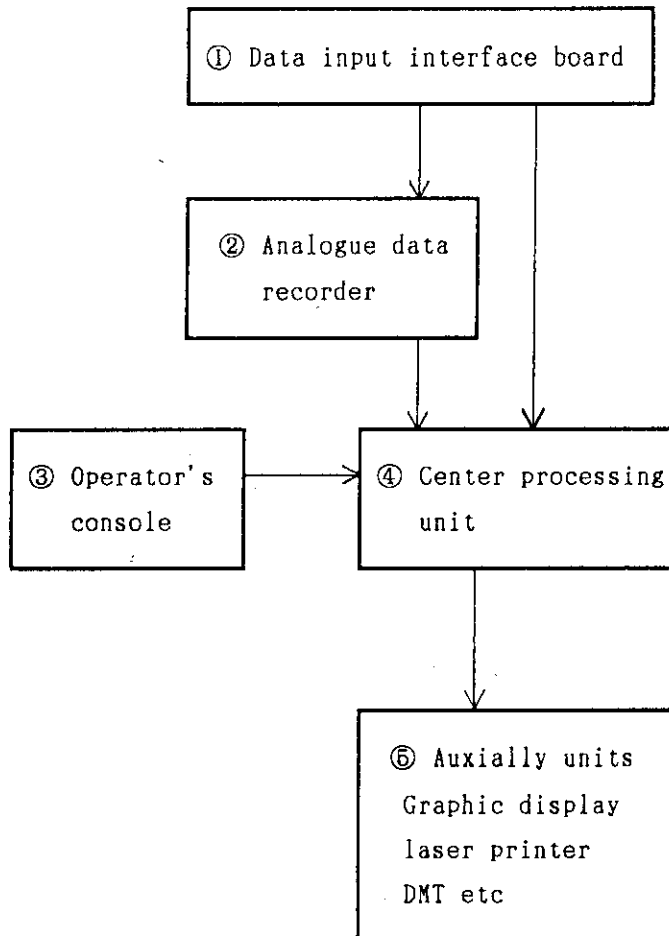 ① Data input interface board
② Analogue data
recorder
③ Operator's
console
④ Center processing
unit
⑤ Auxially units
Graphic display
laser printer
DMT etc